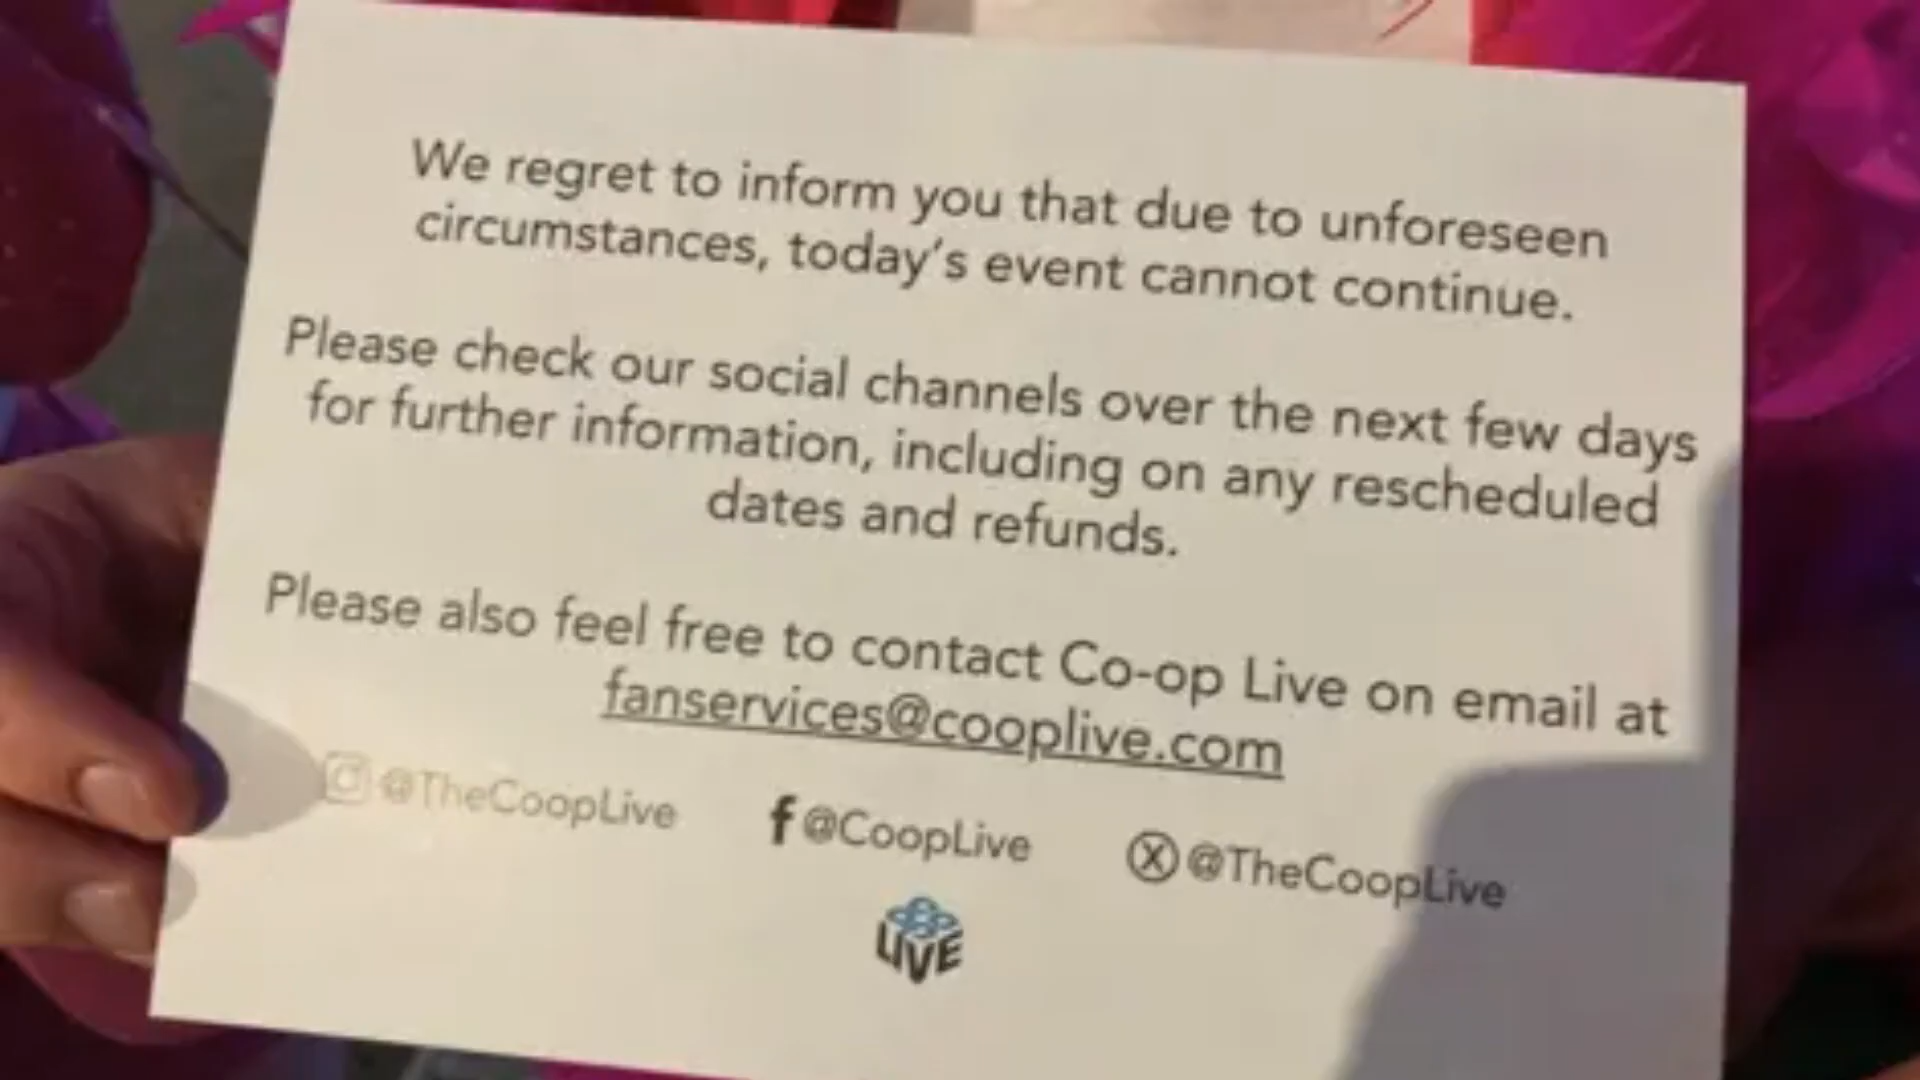 We regret to inform you that due to unforeseen
circumstances, today's event cannot continue.
Please check our social channels over the next few days
for further information, including on any rescheduled
dates and refunds.
Please also feel free to contact Co-op Live on email at
fanservices@cooplive.com
@TheCoopLive f @CoopLive X @TheCoopLive
LIVE